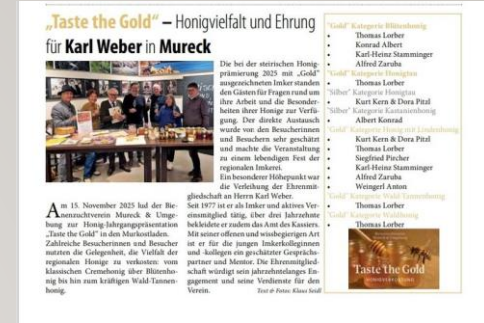 „Taste the Gold“ – Honigvielfalt und Ehrung
für Karl Weber in Mureck
Am 15. November 2025 lud der Bie-
nenzuchtverein Mureck & Umge-
bung zur Honig-Jahrgangspräsentation
„Taste the Gold“ in den Murkostladen.
Zahlreiche Besucherinnen und Besucher
nutzten die Gelegenheit, die Vielfalt der
regionalen Honige zu verkosten: vom
klassischen Cremehonig über Blütenho-
nig bis hin zum kräftigen Wald-Tannen-
honig.
Die bei der steirischen Honig-
prämierung 2025 mit „Gold“
ausgezeichneten Imker standen
den Gästen für Fragen rund um
ihre Arbeit und die Besonder-
heiten ihrer Honige zur Verfü-
gung. Der direkte Austausch
wurde von den Besucherinnen
und Besuchern sehr geschätzt
und machte die Veranstaltung
zu einem lebendigen Fest der
regionalen Imkerei.
Ein besonderer Höhepunkt war
die Verleihung der Ehrenmit-
gliedschaft an Herrn Karl Weber.
Seit 1977 ist er als Imker und aktives Ver-
einsmitglied tätig, über drei Jahrzehnte
bekleidete er zudem das Amt des Kassiers.
Mit seiner offenen und wissbegierigen Art
ist er für die jungen Imkerkolleginnen
und -kollegen ein geschätzter Gesprächs-
partner und Mentor. Die Ehrenmitglied-
schaft würdigt sein jahrzehntelanges En-
gagement und seine Verdienste für den
Verein.
Text & Fotos: Klaus Seidl
"Gold" Kategorie Blütenhonig
• Thomas Lorber
• Konrad Albert
• Karl-Heinz Stamminger
• Alfred Zaruba
"Gold" Kategorie Honigtau
• Thomas Lorber
"Silber" Kategorie Honigtau
• Kurt Kern & Dora Pitzl
"Silber" Kategorie Kastanienhonig
• Albert Konrad
"Gold" Kategorie Honig mit Lindenhonig
• Kurt Kern & Dora Pitzl
• Thomas Lorber
• Siegfried Pircher
• Karl-Heinz Stamminger
• Alfred Zaruba
• Weingerl Anton
"Gold" Kategorie Wald-Tannenhonig
• Thomas Lorber
"Gold" Kategorie Waldhonig
• Thomas Lorber
Taste the Gold